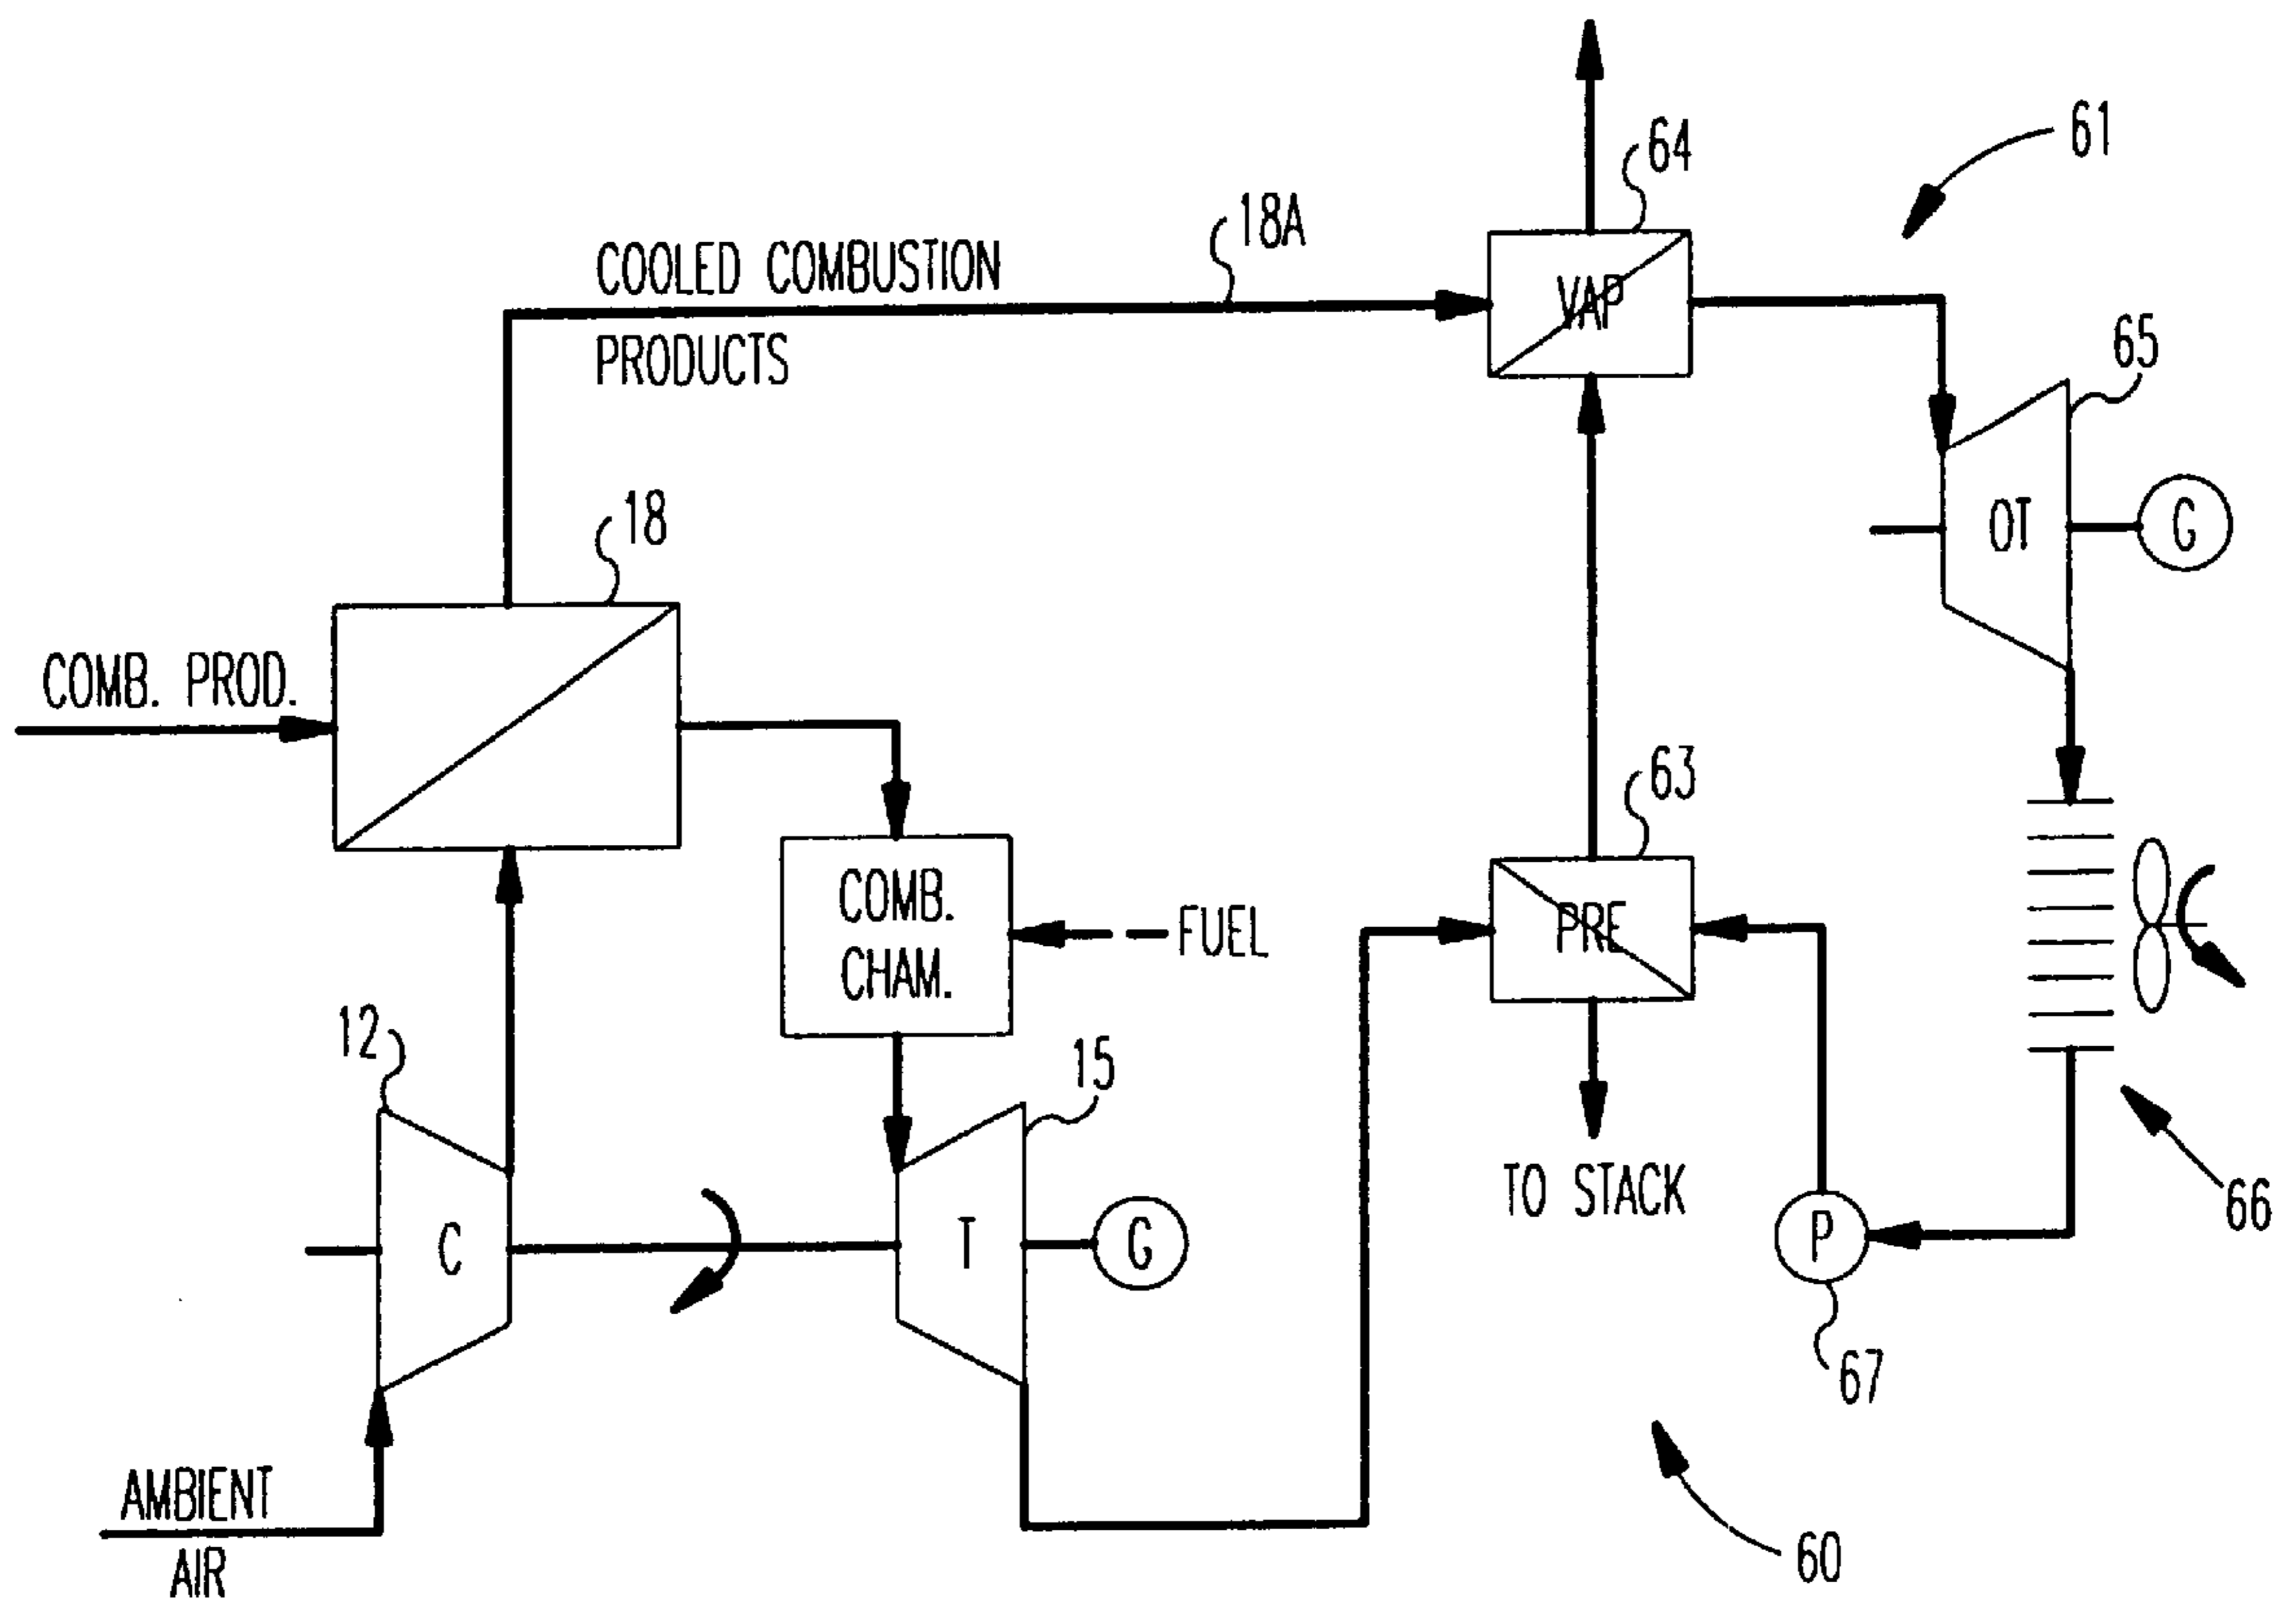 61
64
18A
COOLED COMBUSTION
PRODUCTS
VAP
65
18
OT
G
COMB. PROD.
63
COMB.
CHAM.
FUEL
PRE
12
15
TO STACK
66
C
T
G
P
67
AMBIENT
AIR
60